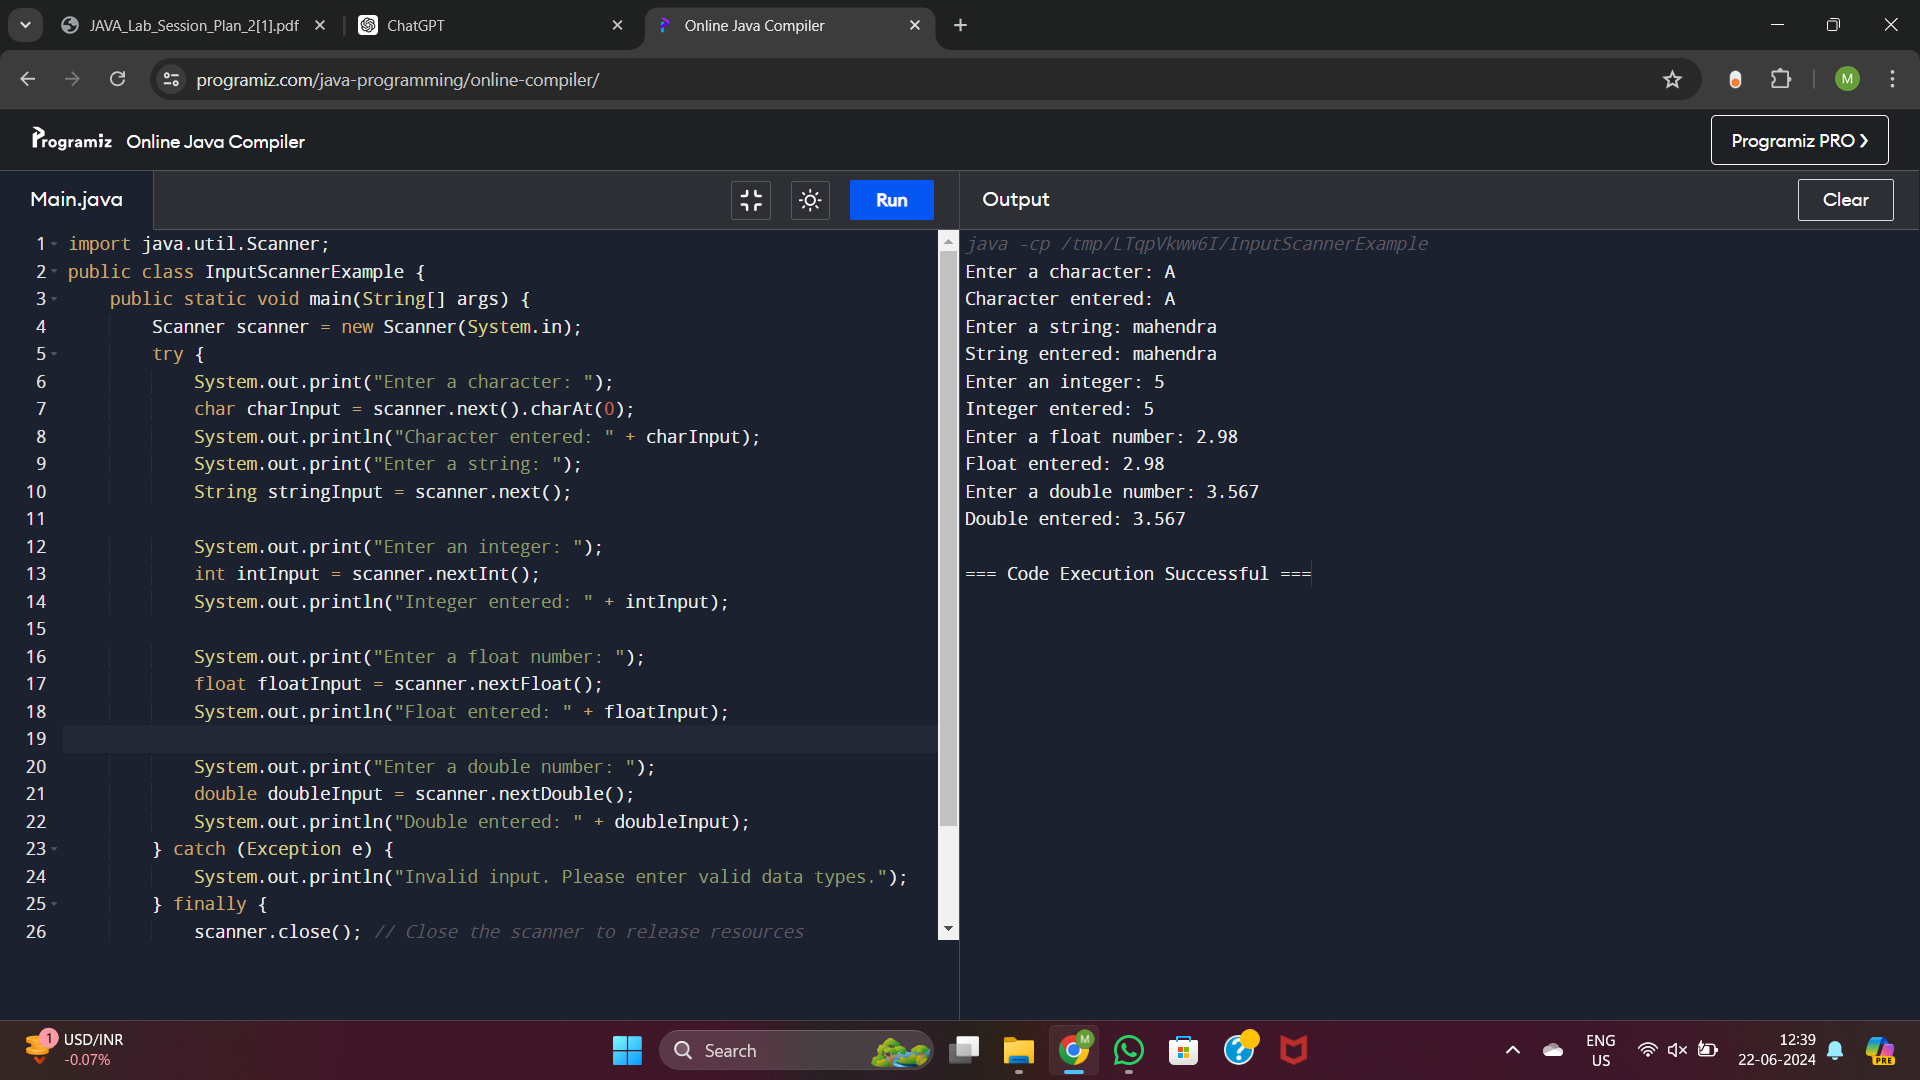 JAVA_Lab_Session_Plan_2[1].pdf
ChatGPT
Online Java Compiler
programiz.com/java-programming/online-compiler/
M
Programiz
Online Java Compiler
Programiz PRO
Main.java
Run
Output
Clear
1 import java.util.Scanner;
2 public class InputScannerExample {
3     public static void main(String[] args) {
4         Scanner scanner = new Scanner(System.in);
5         try {
6             System.out.print("Enter a character: ");
7             char charInput = scanner.next().charAt(0);
8             System.out.println("Character entered: " + charInput);
9             System.out.print("Enter a string: ");
10             String stringInput = scanner.next();
11
12             System.out.print("Enter an integer: ");
13             int intInput = scanner.nextInt();
14             System.out.println("Integer entered: " + intInput);
15
16             System.out.print("Enter a float number: ");
17             float floatInput = scanner.nextFloat();
18             System.out.println("Float entered: " + floatInput);
19
20             System.out.print("Enter a double number: ");
21             double doubleInput = scanner.nextDouble();
22             System.out.println("Double entered: " + doubleInput);
23         } catch (Exception e) {
24             System.out.println("Invalid input. Please enter valid data types.");
25         } finally {
26             scanner.close(); // Close the scanner to release resources
java -cp /tmp/LTqpVkww6I/InputScannerExample
Enter a character: A
Character entered: A
Enter a string: mahendra
String entered: mahendra
Enter an integer: 5
Integer entered: 5
Enter a float number: 2.98
Float entered: 2.98
Enter a double number: 3.567
Double entered: 3.567
=== Code Execution Successful ===
1
USD/INR
-0.07%
Search
M
ENG
US
12:39
22-06-2024
PRE